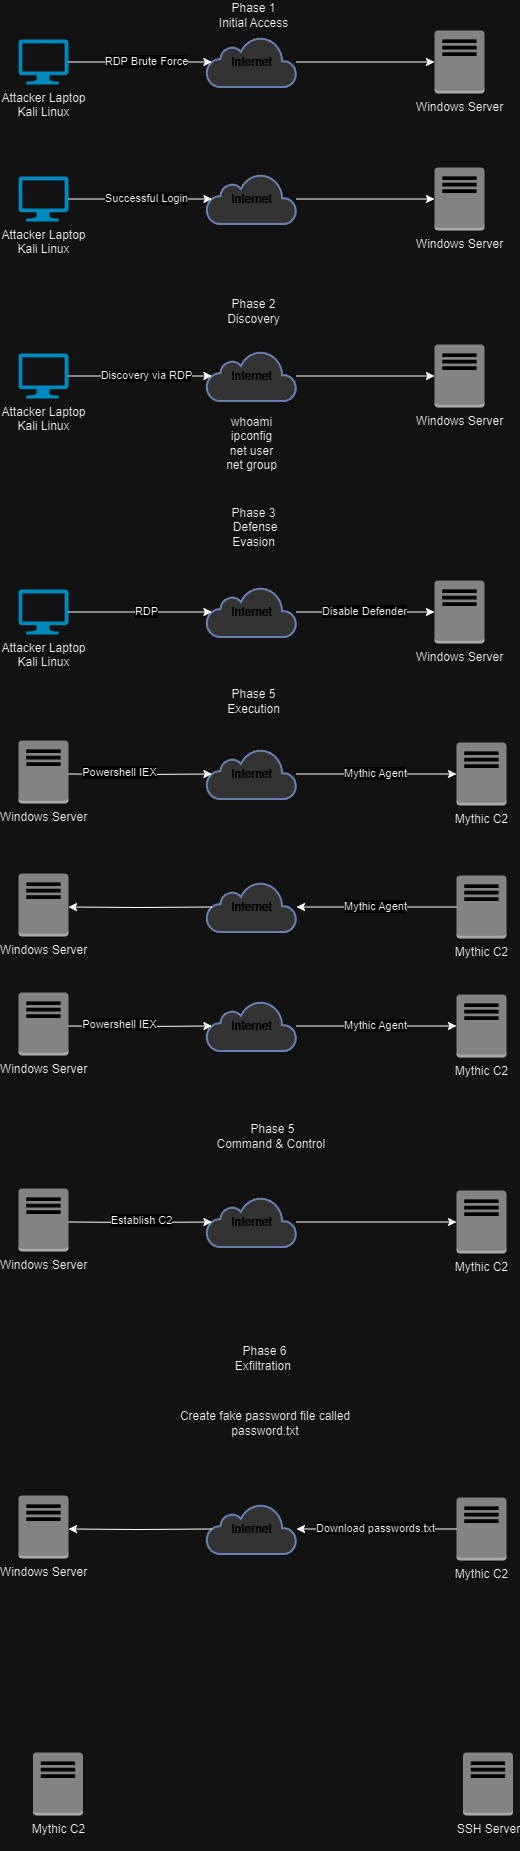 Phase 1
Initial Access
RDP Brute Force
Internet
Attacker Laptop
Kali Linux
Windows Server
Successful Login
Internet
Attacker Laptop
Kali Linux
Windows Server
Phase 2
Discovery
Discovery via RDP
Internet
Attacker Laptop
Kali Linux
Windows Server
whoami
ipconfig
net user
net group
Phase 3
Defense
Evasion
RDP
Internet
Disable Defender
Attacker Laptop
Kali Linux
Windows Server
Phase 5
Execution
Powershell IEX
Internet
Mythic Agent
Windows Server
Mythic C2
Internet
Mythic Agent
Windows Server
Mythic C2
Powershell IEX
Internet
Mythic Agent
Windows Server
Mythic C2
Phase 5
Command & Control
Establish C2
Internet
Windows Server
Mythic C2
Phase 6
Exfiltration
Create fake password file called
password.txt
Internet
Download passwords.txt
Windows Server
Mythic C2
Mythic C2
SSH Server